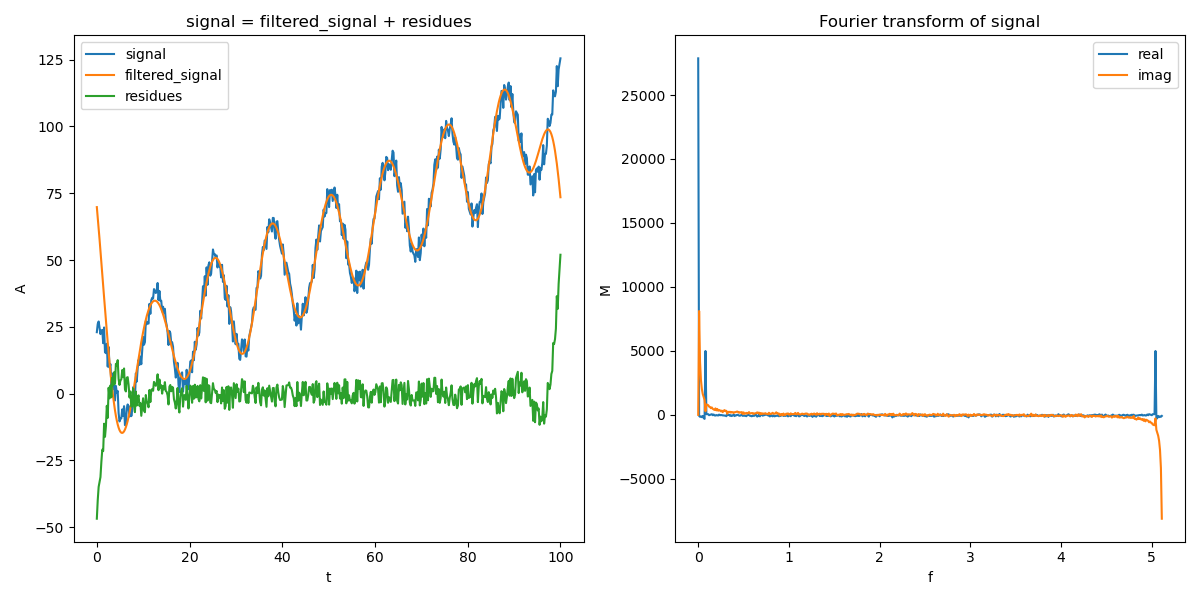 signal = filtered_signal + residues
signal
filtered_signal
residues
125
100
75
50
25
0
−25
−50
A
0
20
40
60
80
100
t
Fourier transform of signal
real
imag
25000
20000
15000
10000
5000
0
−5000
M
0
1
2
3
4
5
f